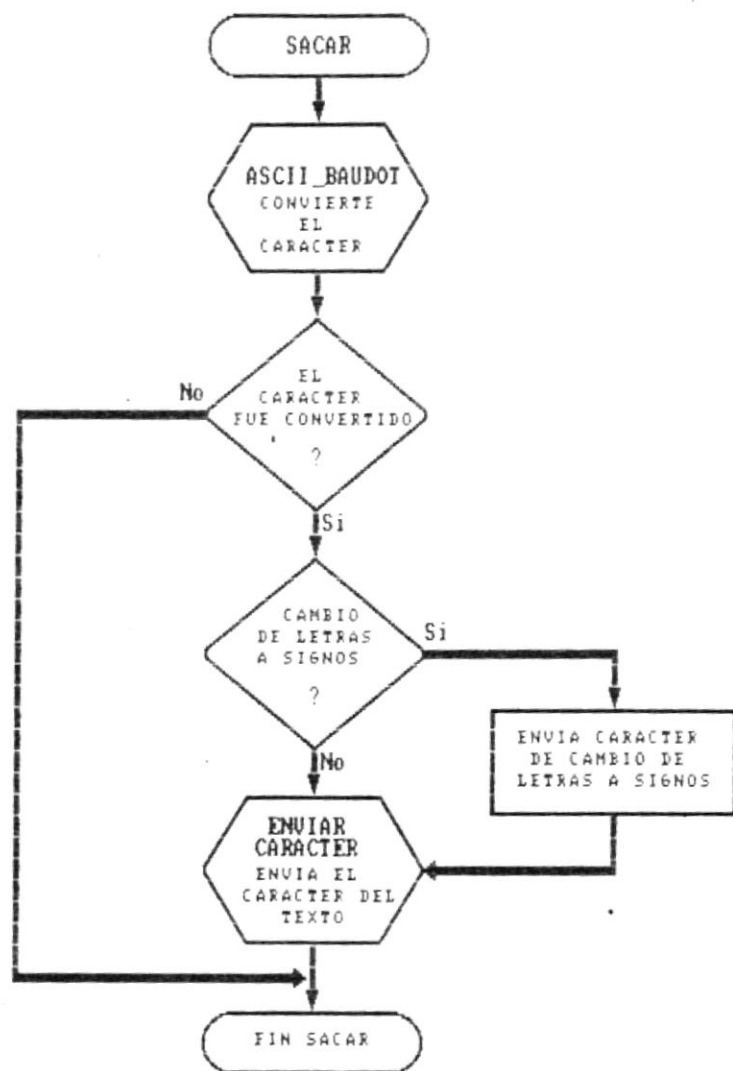 SACAR
ASCII_BAUDOT
CONVIERTE
EL
CARACTER
EL
CARACTER
FUE CONVERTIDO
?
No
Si
CAMBIO
DE LETRAS
A SIGNOS
?
Si
No
ENVIA CARACTER
DE CAMBIO DE
LETRAS A SIGNOS
ENVIAR
CARACTER
ENVIA EL
CARACTER DEL
TEXTO
FIN SACAR